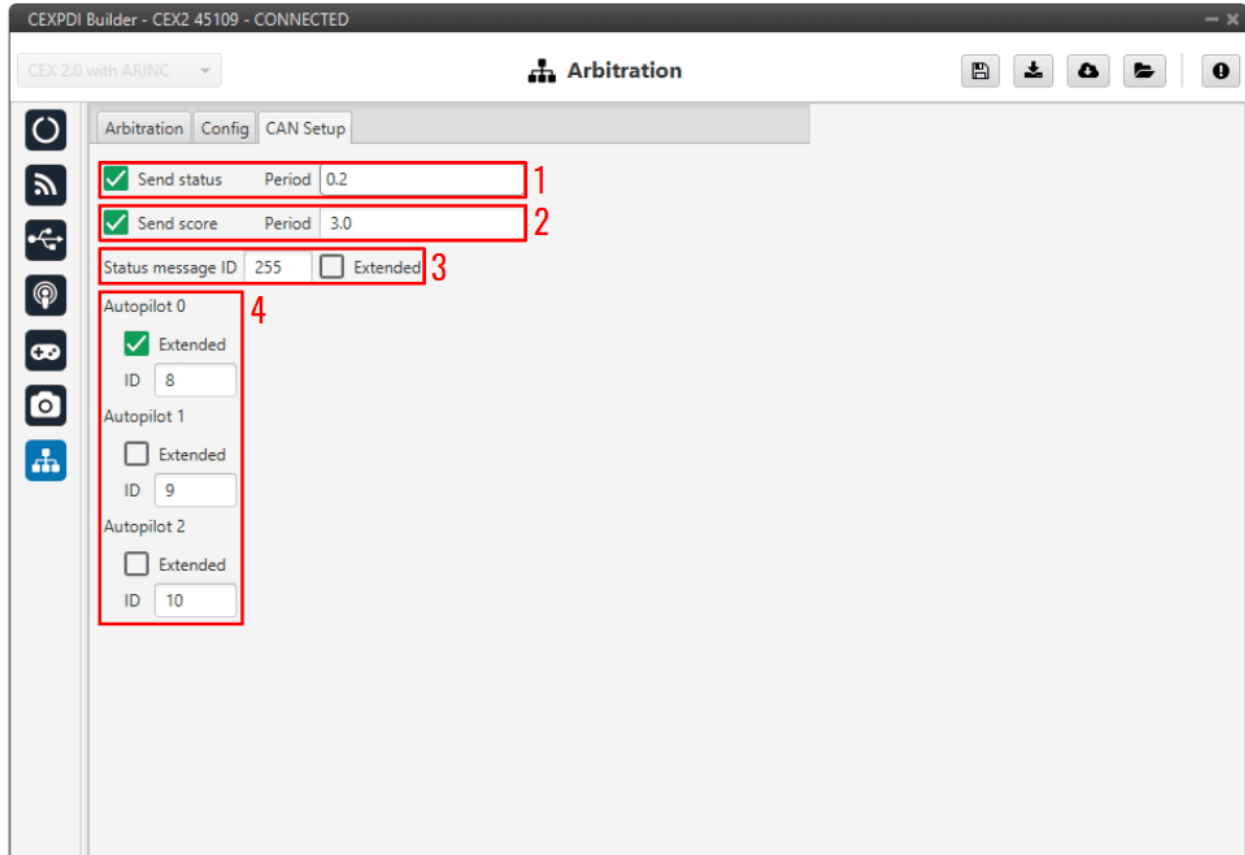 CEXPDI Builder - CEX2 45109 - CONNECTED
CEX 2.0 with ARINC
Arbitration
Arbitration Config CAN Setup
Send status Period 0.2 1
Send score Period 3.0 2
Status message ID 255 Extended 3
Autopilot 0 4
Extended
ID 8
Autopilot 1
Extended
ID 9
Autopilot 2
Extended
ID 10